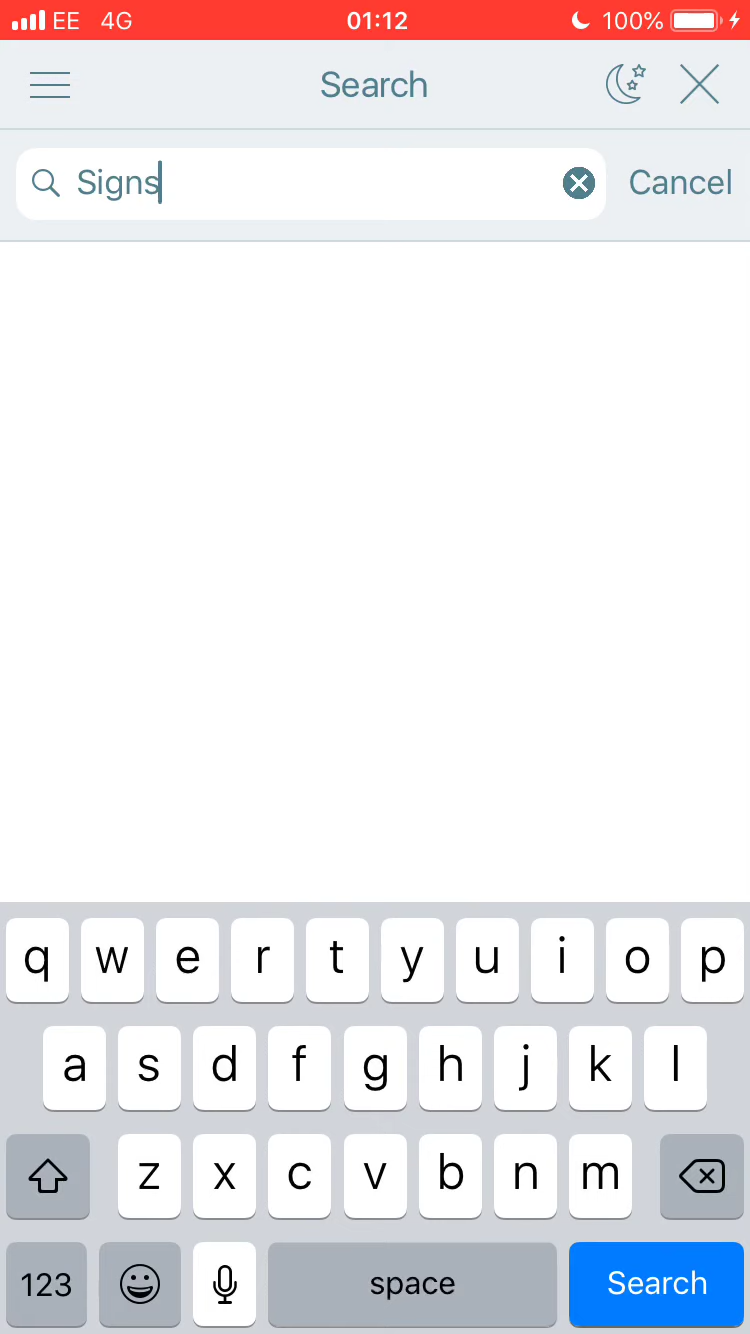 EE 4G 01:12 100%
Search
Signs Cancel
q w e r t y u i o p
a s d f g h j k l
z x c v b n m
123 space Search